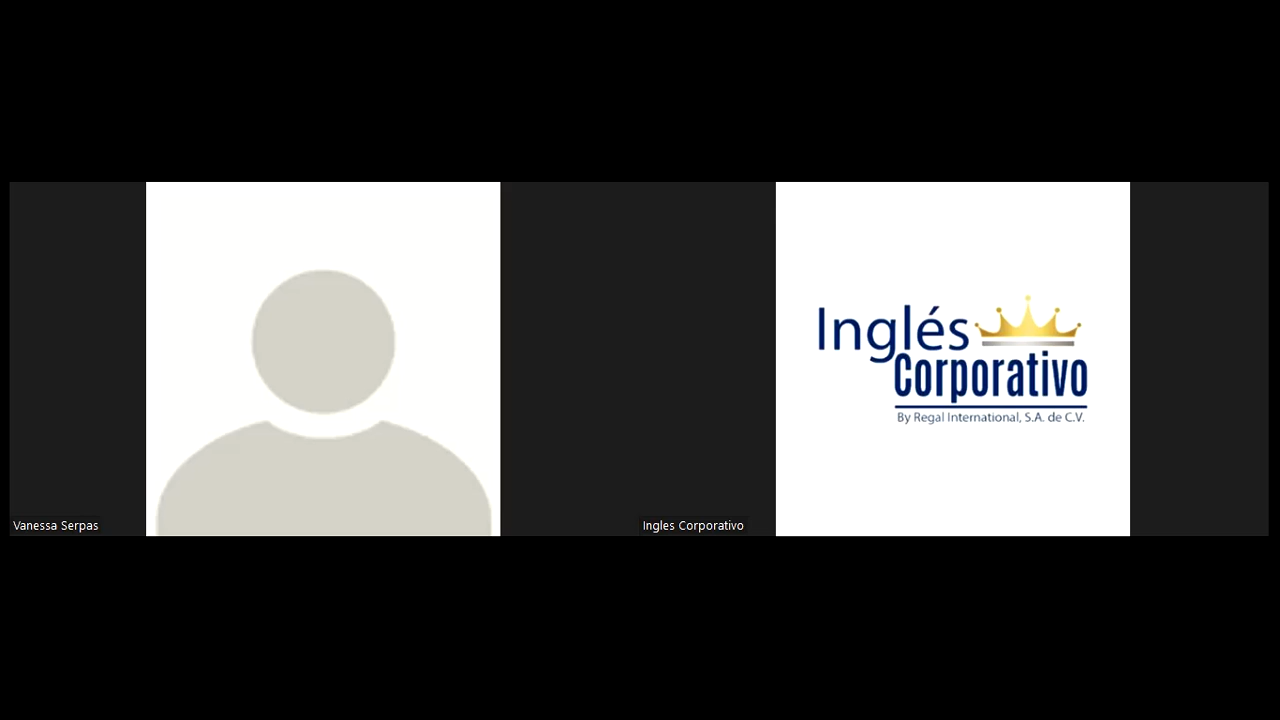 Inglés
Corporativo
By Regal International, S.A. de C.V.
Vanessa Serpas
Ingles Corporativo